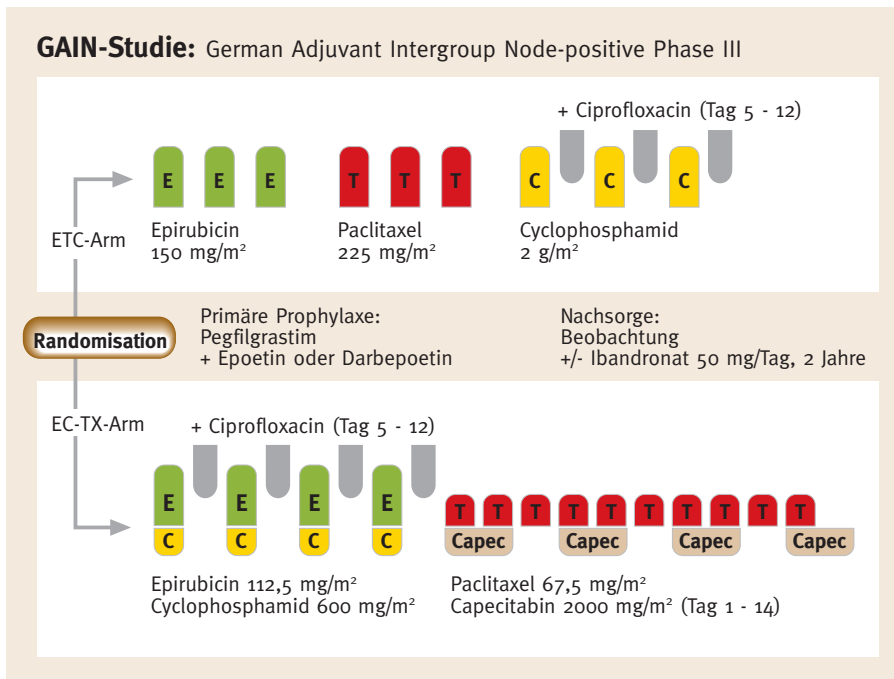 GAIN-Studie: German Adjuvant Intergroup Node-positive Phase III
+ Ciprofloxacin (Tag 5 - 12)
E E E T T T C C C
Epirubicin
150 mg/m²
Paclitaxel
225 mg/m²
Cyclophosphamid
2 g/m²
ETC-Arm
Randomisation
Primäre Prophylaxe:
Pegfilgrastim
+ Epoetin oder Darbepoetin
Nachsorge:
Beobachtung
+/- Ibandronat 50 mg/Tag, 2 Jahre
EC-TX-Arm
+ Ciprofloxacin (Tag 5 - 12)
E E E E T T T T T T T T T T
C C C C Capec Capec Capec Capec
Epirubicin 112,5 mg/m²
Cyclophosphamid 600 mg/m²
Paclitaxel 67,5 mg/m²
Capecitabin 2000 mg/m² (Tag 1 - 14)